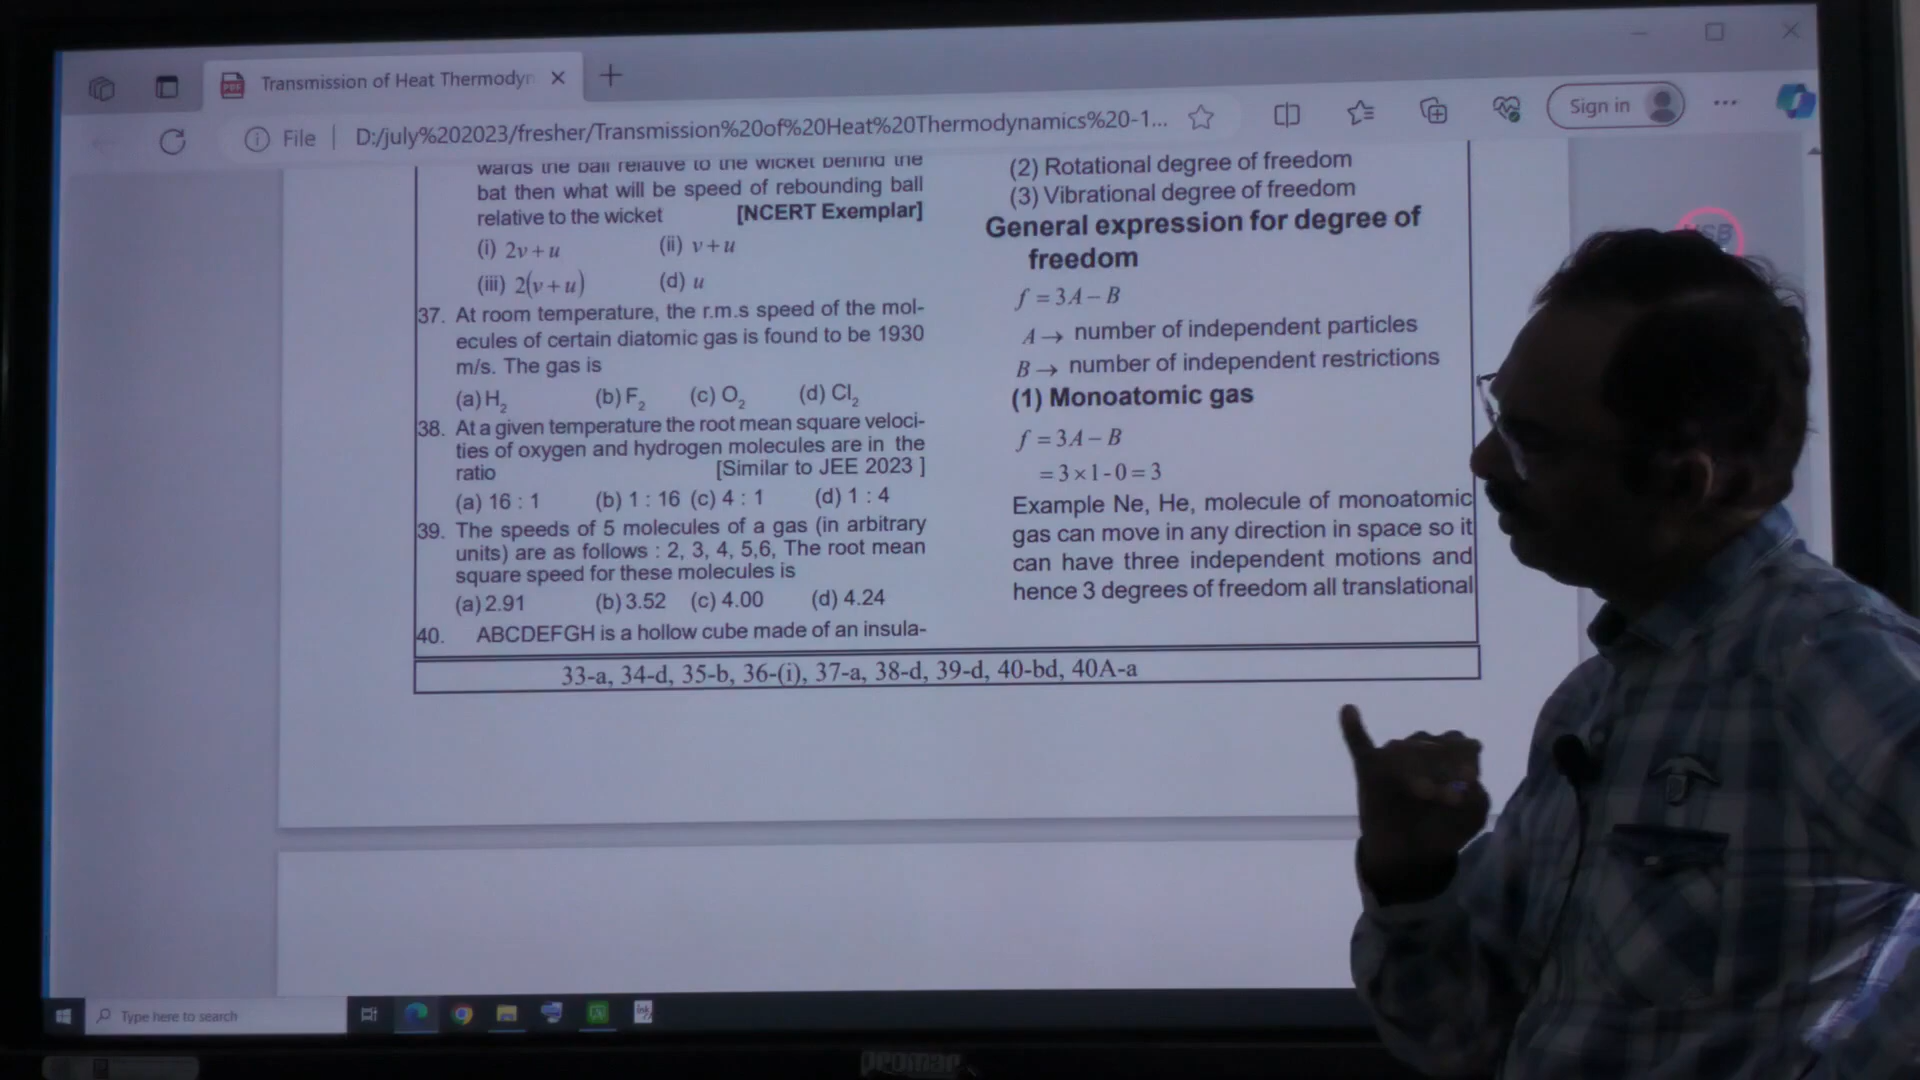 Transmission of Heat Thermodyn
File
D:/july%202023/fresher/Transmission%20of%20Heat%20Thermodynamics%20-1...
Sign in
wards the ball relative to the wicket behind the
bat then what will be speed of rebounding ball
relative to the wicket [NCERT Exemplar]
(i) 2v+u (ii) v+u
(iii) 2(v+u) (d) u
37. At room temperature, the r.m.s speed of the mol-
ecules of certain diatomic gas is found to be 1930
m/s. The gas is
(a) H₂ (b) F₂ (c) O₂ (d) Cl₂
38. At a given temperature the root mean square veloci-
ties of oxygen and hydrogen molecules are in the
ratio [Similar to JEE 2023 ]
(a) 16 : 1 (b) 1 : 16 (c) 4 : 1 (d) 1 : 4
39. The speeds of 5 molecules of a gas (in arbitrary
units) are as follows : 2, 3, 4, 5,6, The root mean
square speed for these molecules is
(a) 2.91 (b) 3.52 (c) 4.00 (d) 4.24
40. ABCDEFGH is a hollow cube made of an insula-
(2) Rotational degree of freedom
(3) Vibrational degree of freedom
General expression for degree of
freedom
f = 3A − B
A → number of independent particles
B → number of independent restrictions
(1) Monoatomic gas
f = 3A − B
= 3 × 1 - 0 = 3
Example Ne, He, molecule of monoatomic
gas can move in any direction in space so it
can have three independent motions and
hence 3 degrees of freedom all translational
33-a, 34-d, 35-b, 36-(i), 37-a, 38-d, 39-d, 40-bd, 40A-a
Type here to search
promar